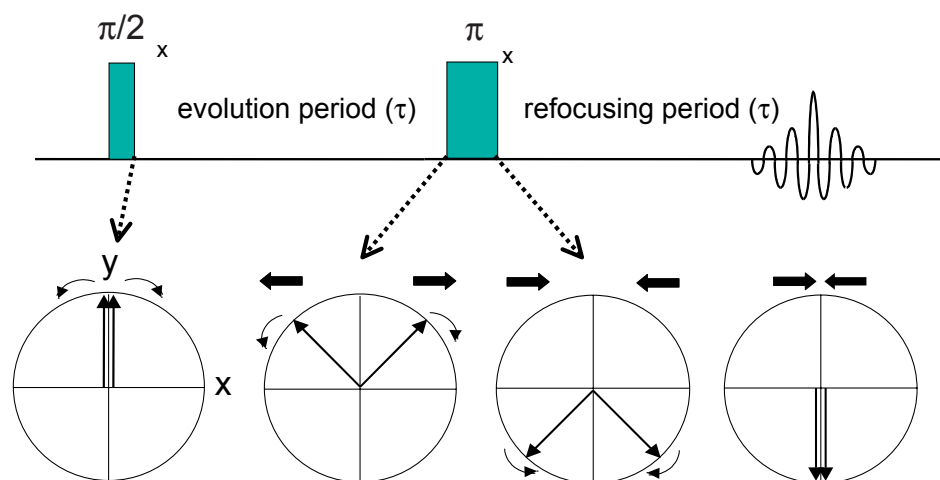 π/2 x
π x
evolution period (τ)
refocusing period (τ)
y
x